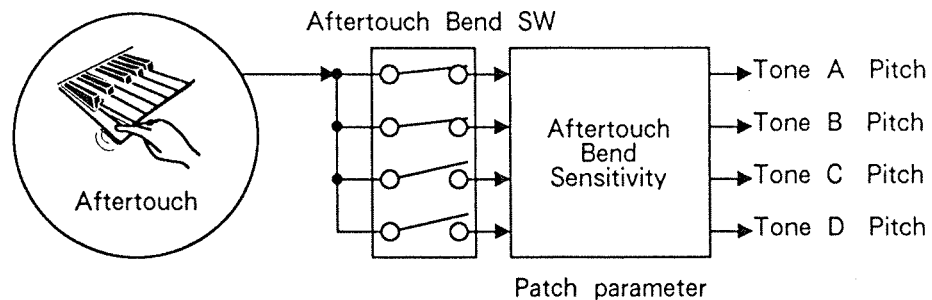 Aftertouch Bend SW
Aftertouch
Aftertouch
Bend
Sensitivity
Tone A Pitch
Tone B Pitch
Tone C Pitch
Tone D Pitch
Patch parameter